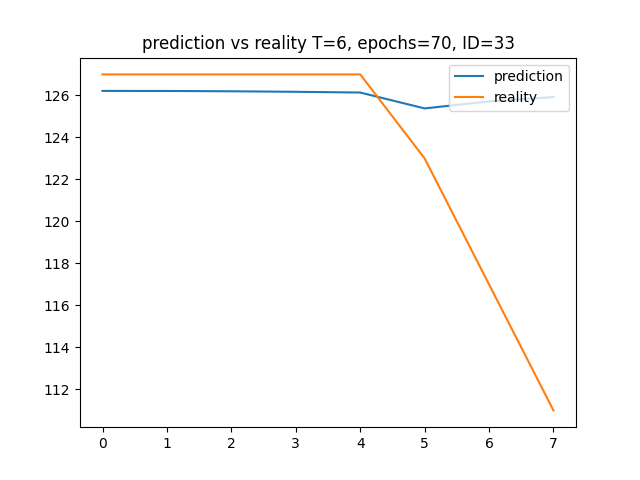 prediction vs reality T=6, epochs=70, ID=33
prediction
reality
126
124
122
120
118
116
114
112
0 1 2 3 4 5 6 7